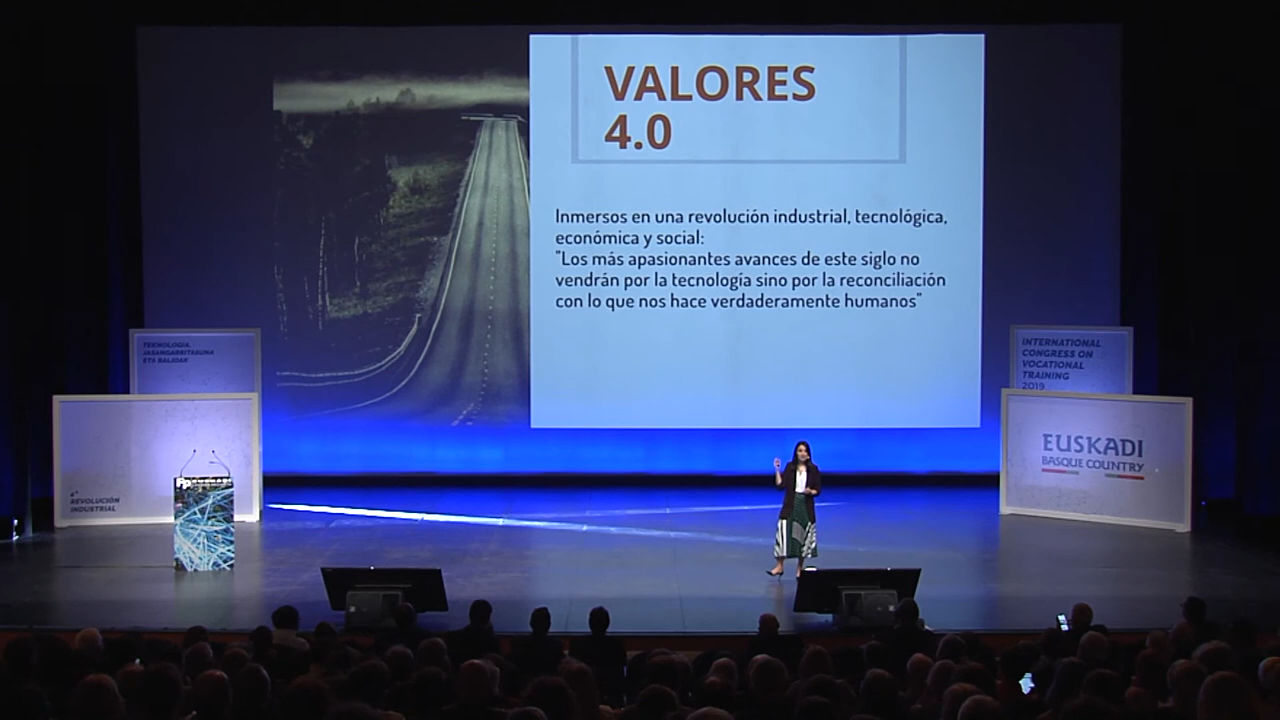 VALORES
4.0
Inmersos en una revolución industrial, tecnológica,
económica y social:
"Los más apasionantes avances de este siglo no
vendrán por la tecnología sino por la reconciliación
con lo que nos hace verdaderamente humanos"
TEKNOLOGIA,
JASANGARRITASUNA
ETA BALIOAK
4ª
REVOLUCIÓN
INDUSTRIAL
INTERNATIONAL
CONGRESS ON
VOCATIONAL
TRAINING
2019
EUSKADI
BASQUE COUNTRY